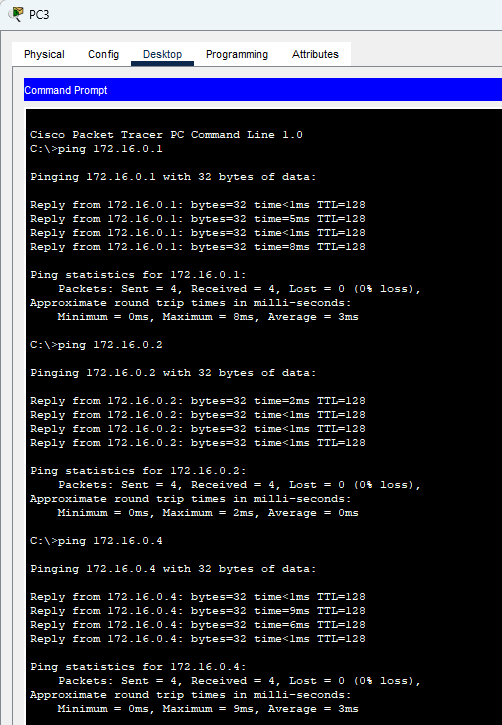 PC3
Physical Config Desktop Programming Attributes
Command Prompt
Cisco Packet Tracer PC Command Line 1.0
C:\>ping 172.16.0.1
Pinging 172.16.0.1 with 32 bytes of data:
Reply from 172.16.0.1: bytes=32 time<1ms TTL=128
Reply from 172.16.0.1: bytes=32 time=5ms TTL=128
Reply from 172.16.0.1: bytes=32 time<1ms TTL=128
Reply from 172.16.0.1: bytes=32 time=8ms TTL=128
Ping statistics for 172.16.0.1:
Packets: Sent = 4, Received = 4, Lost = 0 (0% loss),
Approximate round trip times in milli-seconds:
Minimum = 0ms, Maximum = 8ms, Average = 3ms
C:\>ping 172.16.0.2
Pinging 172.16.0.2 with 32 bytes of data:
Reply from 172.16.0.2: bytes=32 time=2ms TTL=128
Reply from 172.16.0.2: bytes=32 time<1ms TTL=128
Reply from 172.16.0.2: bytes=32 time<1ms TTL=128
Reply from 172.16.0.2: bytes=32 time<1ms TTL=128
Ping statistics for 172.16.0.2:
Packets: Sent = 4, Received = 4, Lost = 0 (0% loss),
Approximate round trip times in milli-seconds:
Minimum = 0ms, Maximum = 2ms, Average = 0ms
C:\>ping 172.16.0.4
Pinging 172.16.0.4 with 32 bytes of data:
Reply from 172.16.0.4: bytes=32 time<1ms TTL=128
Reply from 172.16.0.4: bytes=32 time=9ms TTL=128
Reply from 172.16.0.4: bytes=32 time=6ms TTL=128
Reply from 172.16.0.4: bytes=32 time<1ms TTL=128
Ping statistics for 172.16.0.4:
Packets: Sent = 4, Received = 4, Lost = 0 (0% loss),
Approximate round trip times in milli-seconds:
Minimum = 0ms, Maximum = 9ms, Average = 3ms